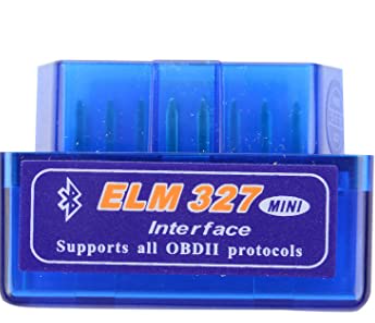 ELM 327 MINI
Interface
Supports all OBDII protocols